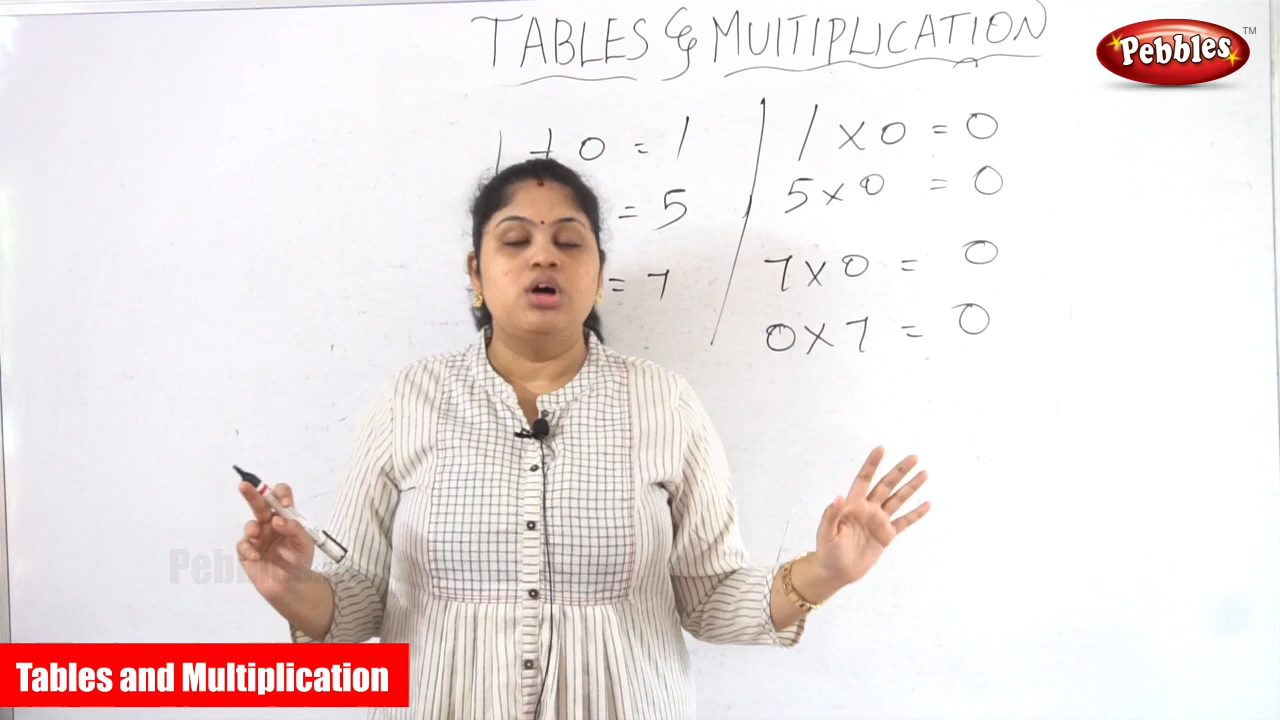 TABLES & MULTIPLICATION
Pebbles™
1 + 0 = 1
= 5
= 7
1 × 0 = 0
5 × 0 = 0
7 × 0 = 0
0 × 7 = 0
Tables and Multiplication